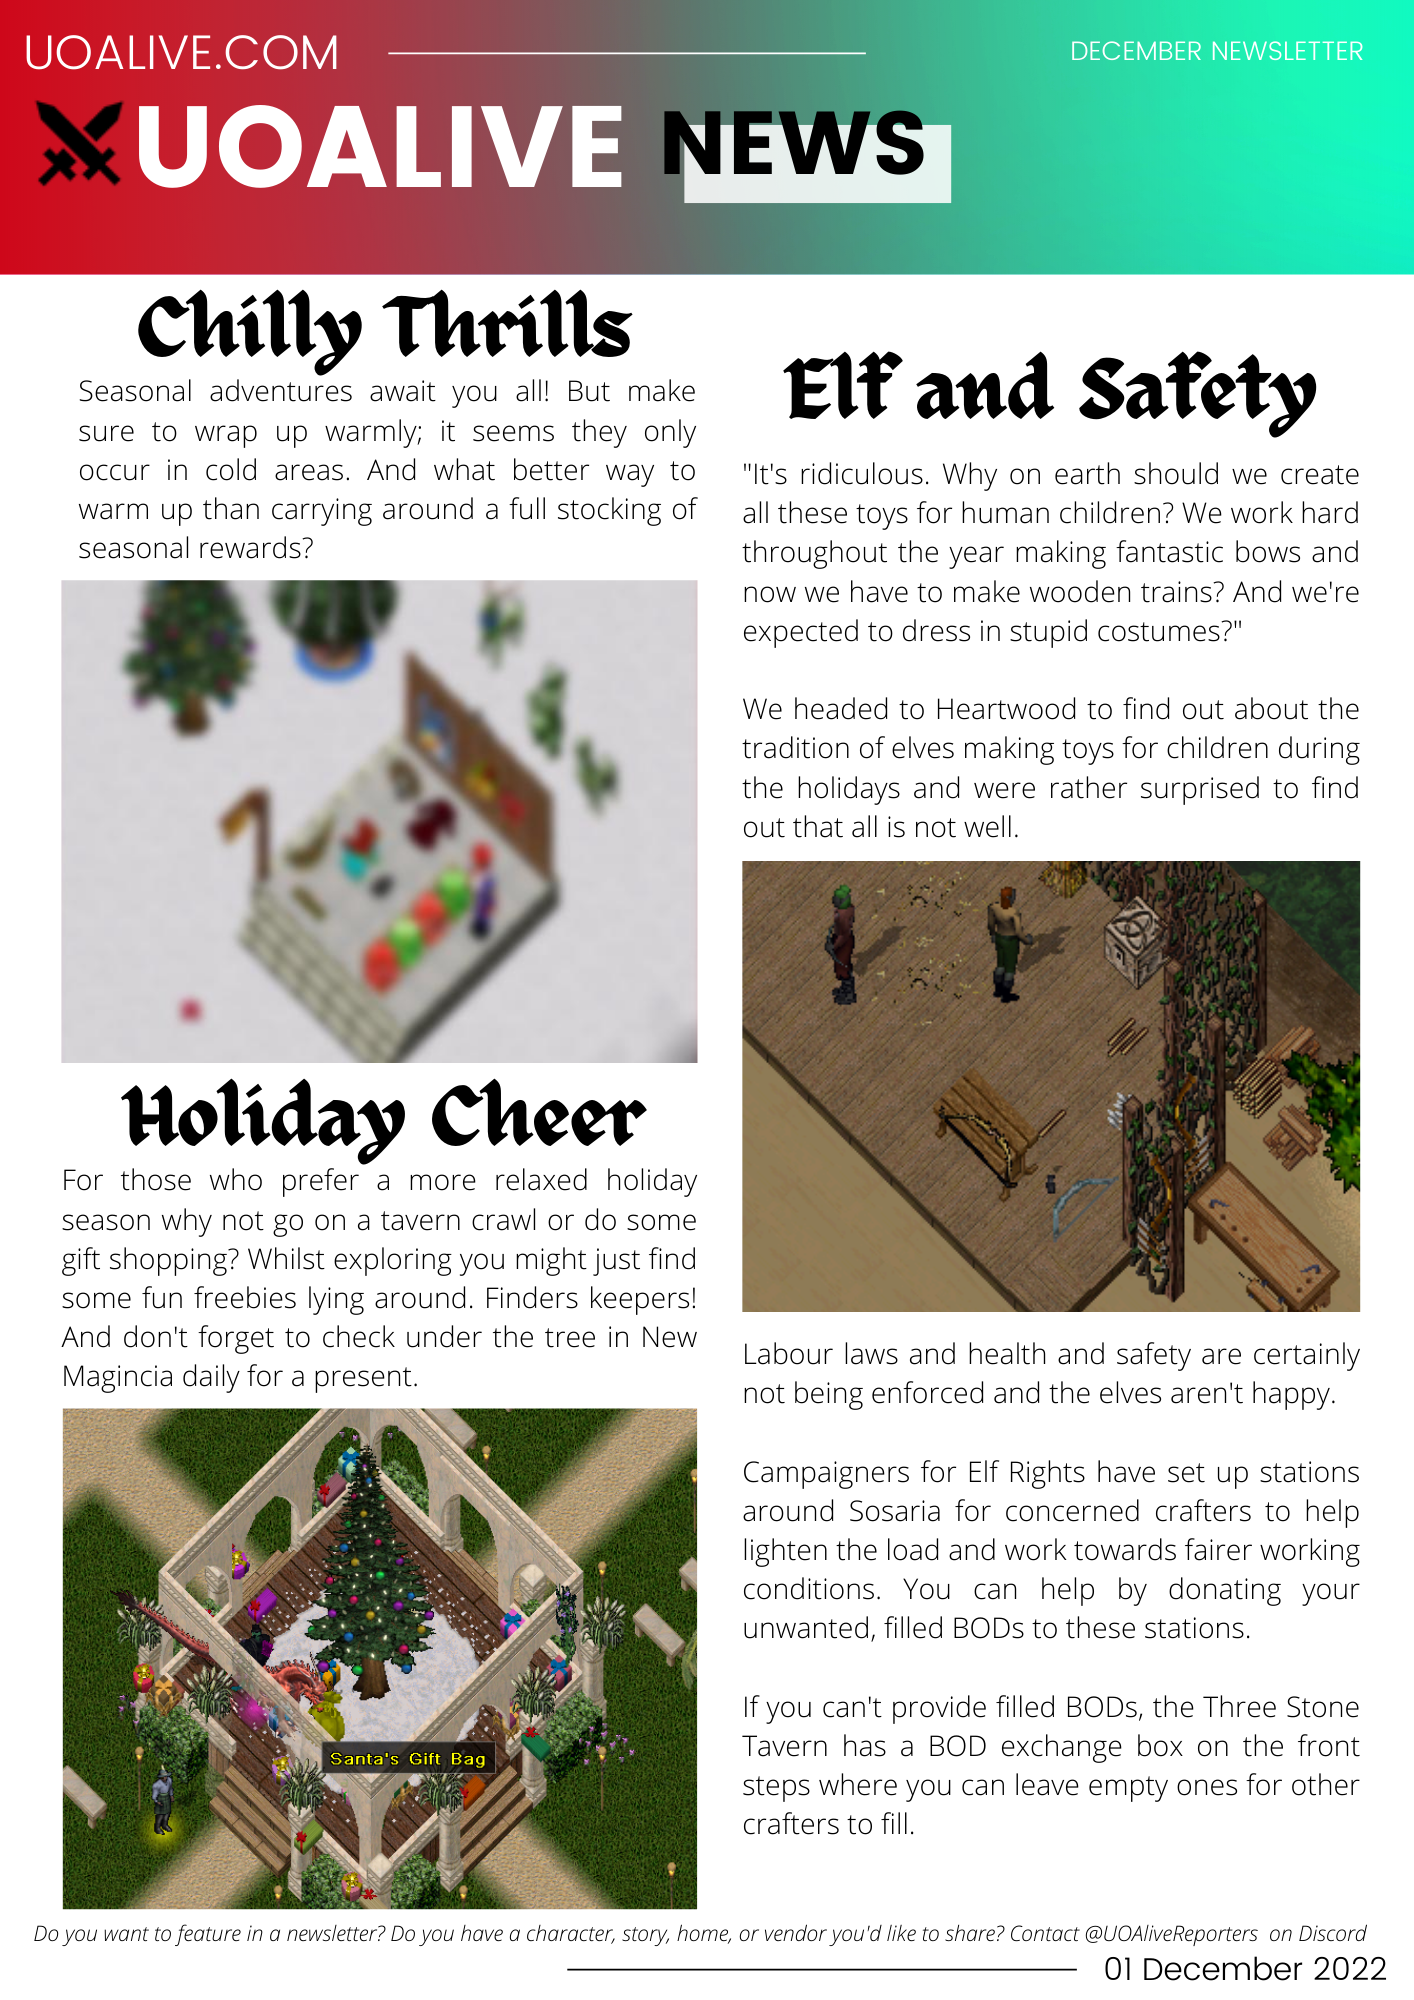 UOALIVE.COM
DECEMBER NEWSLETTER
UOALIVE NEWS
Chilly Thrills
Seasonal adventures await you all! But make
sure to wrap up warmly; it seems they only
occur in cold areas. And what better way to
warm up than carrying around a full stocking of
seasonal rewards?
Holiday Cheer
For those who prefer a more relaxed holiday
season why not go on a tavern crawl or do some
gift shopping? Whilst exploring you might just find
some fun freebies lying around. Finders keepers!
And don't forget to check under the tree in New
Magincia daily for a present.
Santa's Gift Bag
Elf and Safety
"It's ridiculous. Why on earth should we create
all these toys for human children? We work hard
throughout the year making fantastic bows and
now we have to make wooden trains? And we're
expected to dress in stupid costumes?"
We headed to Heartwood to find out about the
tradition of elves making toys for children during
the holidays and were rather surprised to find
out that all is not well.
Labour laws and health and safety are certainly
not being enforced and the elves aren't happy.
Campaigners for Elf Rights have set up stations
around Sosaria for concerned crafters to help
lighten the load and work towards fairer working
conditions. You can help by donating your
unwanted, filled BODs to these stations.
If you can't provide filled BODs, the Three Stone
Tavern has a BOD exchange box on the front
steps where you can leave empty ones for other
crafters to fill.
Do you want to feature in a newsletter? Do you have a character, story, home, or vendor you'd like to share? Contact @UOAliveReporters on Discord
01 December 2022